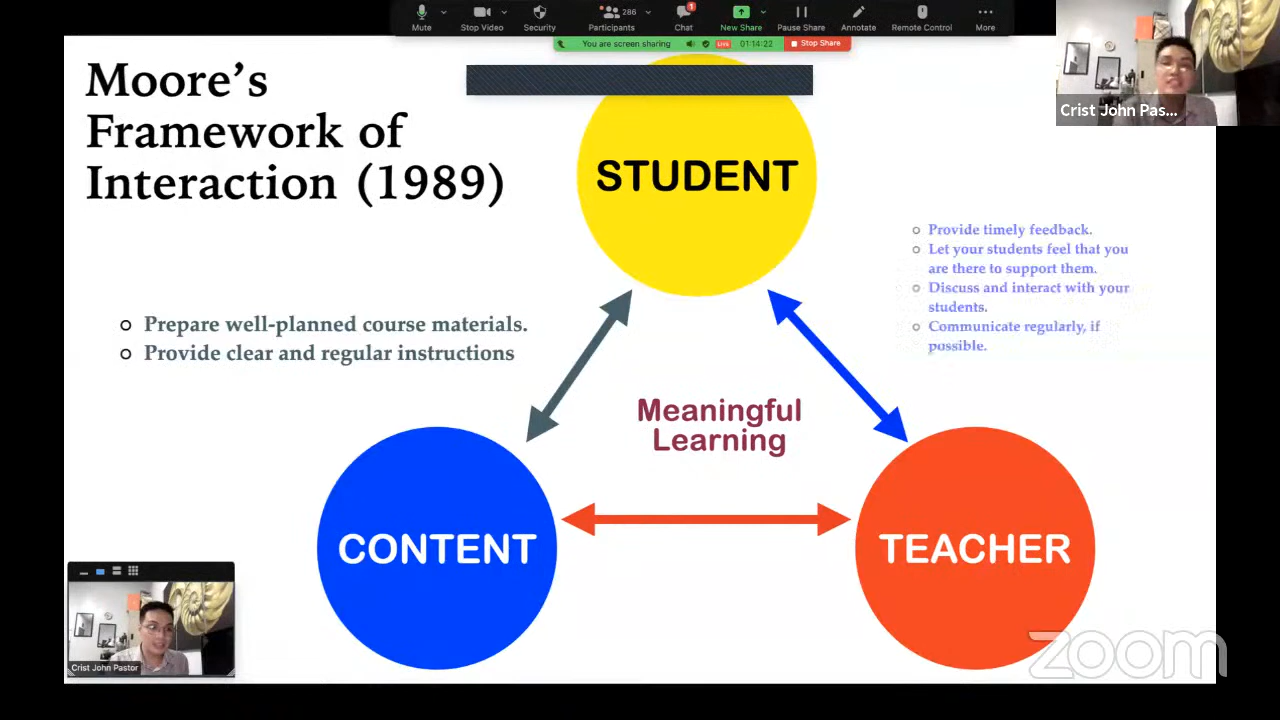 Mute
Stop Video
Security
286
Participants
1
Chat
New Share
Pause Share
Annotate
Remote Control
More
You are screen sharing
LIVE
01:14:22
Stop Share
Crist John Pas...
Moore's
Framework of
Interaction (1989)
STUDENT
Provide timely feedback.
Let your students feel that you
are there to support them.
Discuss and interact with your
students.
Communicate regularly, if
possible.
Prepare well-planned course materials.
Provide clear and regular instructions
Meaningful
Learning
CONTENT
TEACHER
Crist John Pastor
zoom